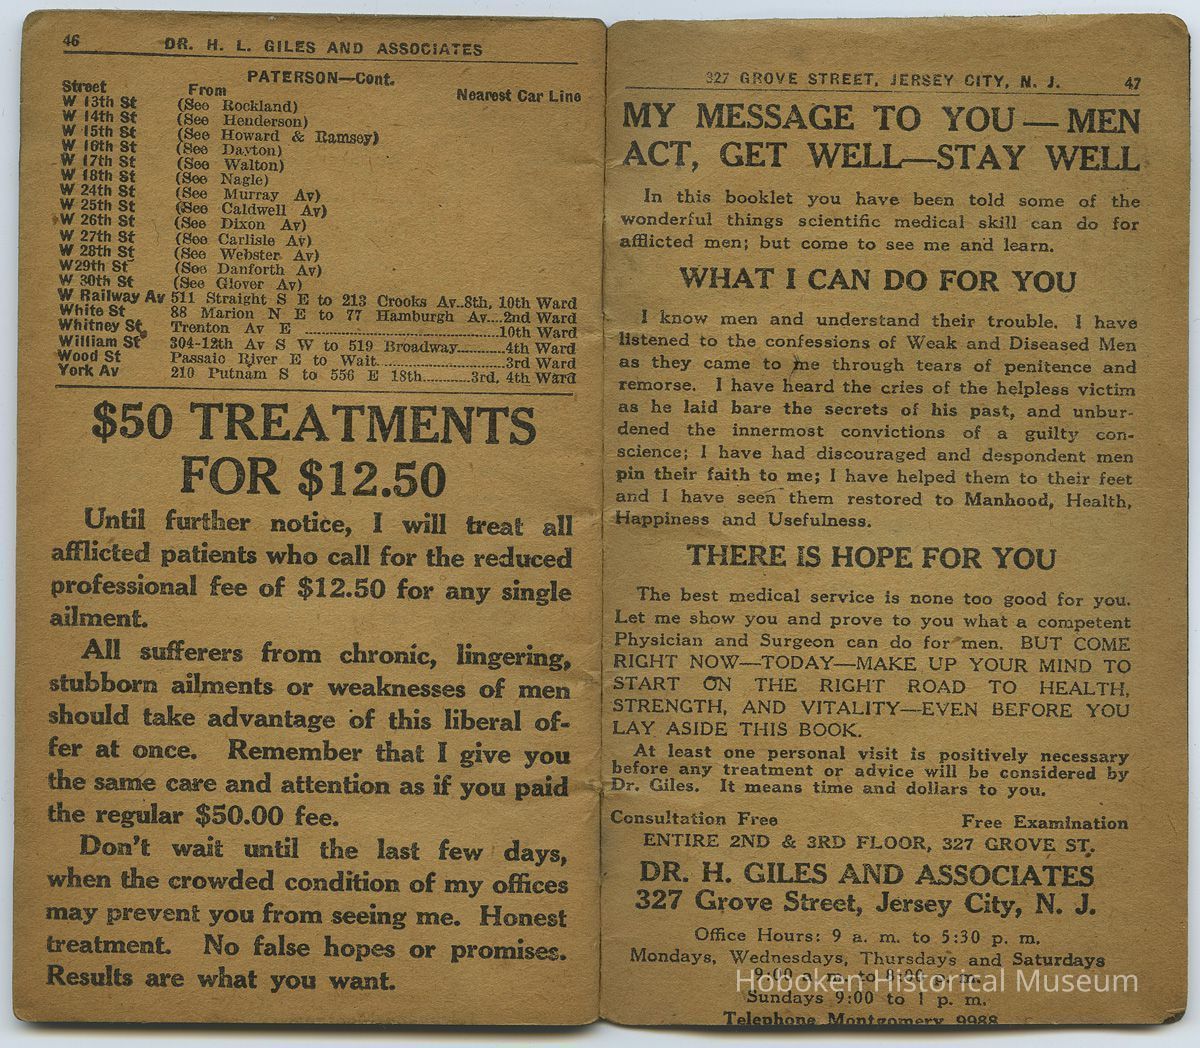 46
DR. H. L. GILES AND ASSOCIATES
PATERSON—Cont.
Street From Nearest Car Line
W 13th St (See Rockland)
W 14th St (See Henderson)
W 15th St (See Howard & Ramsey)
W 16th St (See Dayton)
W 17th St (See Walton)
W 18th St (See Nagle)
W 24th St (See Murray Av)
W 25th St (See Caldwell Av)
W 26th St (See Dixon Av)
W 27th St (See Carlisle Av)
W 28th St (See Webster Av)
W29th St (See Danforth Av)
W 30th St (See Glover Av)
W Railway Av 511 Straight S E to 213 Crooks Av..8th, 10th Ward
White St 88 Marion N E to 77 Hamburgh Av....2nd Ward
Whitney St Trenton Av E ........................................10th Ward
William St 304-12th Av S W to 519 Broadway...........4th Ward
Wood St Passaic River E to Wait............................3rd Ward
York Av 210 Putnam S to 556 E 18th..........3rd, 4th Ward
$50 TREATMENTS
FOR $12.50
Until further notice, I will treat all
afflicted patients who call for the reduced
professional fee of $12.50 for any single
ailment.
All sufferers from chronic, lingering,
stubborn ailments or weaknesses of men
should take advantage of this liberal of-
fer at once. Remember that I give you
the same care and attention as if you paid
the regular $50.00 fee.
Don't wait until the last few days,
when the crowded condition of my offices
may prevent you from seeing me. Honest
treatment. No false hopes or promises.
Results are what you want.
327 GROVE STREET, JERSEY CITY, N. J.
47
MY MESSAGE TO YOU — MEN
ACT, GET WELL—STAY WELL
In this booklet you have been told some of the
wonderful things scientific medical skill can do for
afflicted men; but come to see me and learn.
WHAT I CAN DO FOR YOU
I know men and understand their trouble. I have
listened to the confessions of Weak and Diseased Men
as they came to me through tears of penitence and
remorse. I have heard the cries of the helpless victim
as he laid bare the secrets of his past, and unbur-
dened the innermost convictions of a guilty con-
science; I have had discouraged and despondent men
pin their faith to me; I have helped them to their feet
and I have seen them restored to Manhood, Health,
Happiness and Usefulness.
THERE IS HOPE FOR YOU
The best medical service is none too good for you.
Let me show you and prove to you what a competent
Physician and Surgeon can do for men. BUT COME
RIGHT NOW—TODAY—MAKE UP YOUR MIND TO
START ON THE RIGHT ROAD TO HEALTH,
STRENGTH, AND VITALITY—EVEN BEFORE YOU
LAY ASIDE THIS BOOK.
At least one personal visit is positively necessary
before any treatment or advice will be considered by
Dr. Giles. It means time and dollars to you.
Consultation Free Free Examination
ENTIRE 2ND & 3RD FLOOR, 327 GROVE ST.
DR. H. GILES AND ASSOCIATES
327 Grove Street, Jersey City, N. J.
Office Hours: 9 a. m. to 5:30 p. m.
Mondays, Wednesdays, Thursdays and Saturdays
9:00 a. m. to 8:00 p. m.
Hoboken Historical Museum
Sundays 9:00 to 1 p. m.
Telephone Montgomery 9988